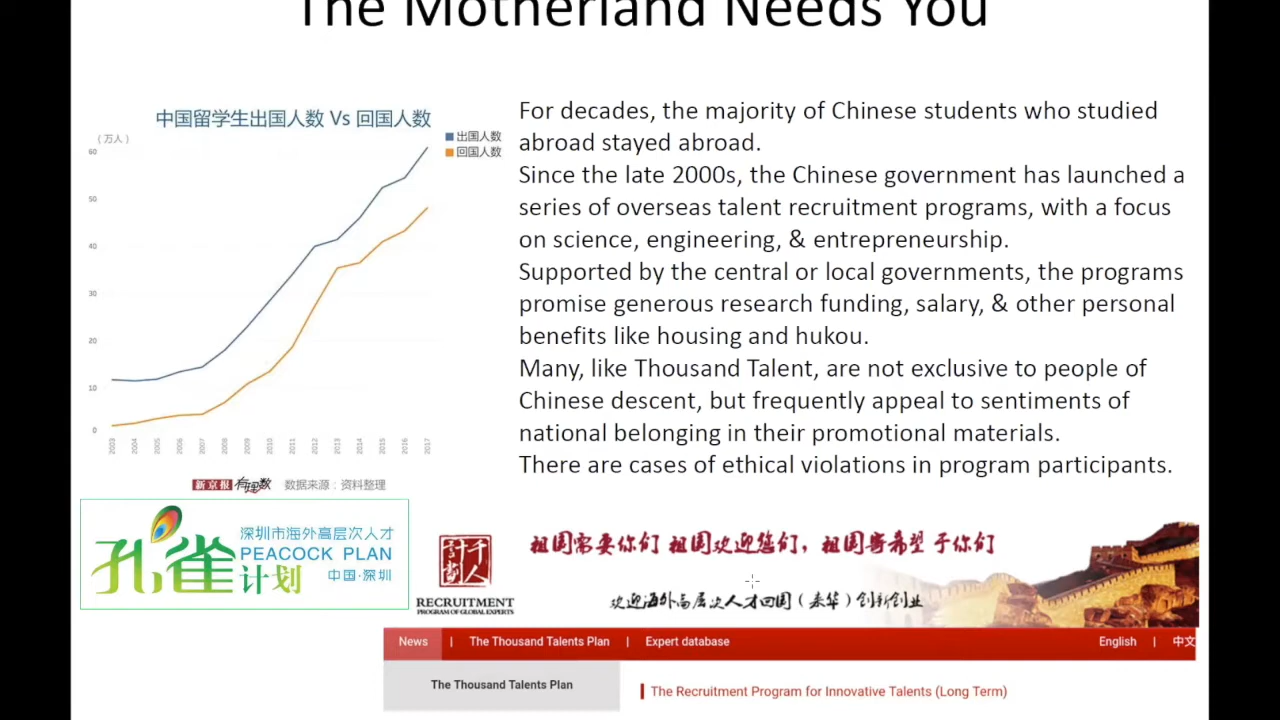 The Motherland Needs You
中国留学生出国人数 Vs 回国人数
（万人）
出国人数
回国人数
60
50
40
30
20
10
0
2003 2004 2005 2006 2007 2008 2009 2010 2011 2012 2013 2014 2015 2016 2017
新京报 有理数 数据来源：资料整理
For decades, the majority of Chinese students who studied
abroad stayed abroad.
Since the late 2000s, the Chinese government has launched a
series of overseas talent recruitment programs, with a focus
on science, engineering, & entrepreneurship.
Supported by the central or local governments, the programs
promise generous research funding, salary, & other personal
benefits like housing and hukou.
Many, like Thousand Talent, are not exclusive to people of
Chinese descent, but frequently appeal to sentiments of
national belonging in their promotional materials.
There are cases of ethical violations in program participants.
孔雀计划
深圳市海外高层次人才
PEACOCK PLAN
中国·深圳
千人计划
RECRUITMENT
PROGRAM OF GLOBAL EXPERTS
祖国需要你们 祖国欢迎您们，祖国寄希望于你们
欢迎海外高层次人才回国（来华）创新创业
News | The Thousand Talents Plan | Expert database
English | 中文
The Thousand Talents Plan
The Recruitment Program for Innovative Talents (Long Term)